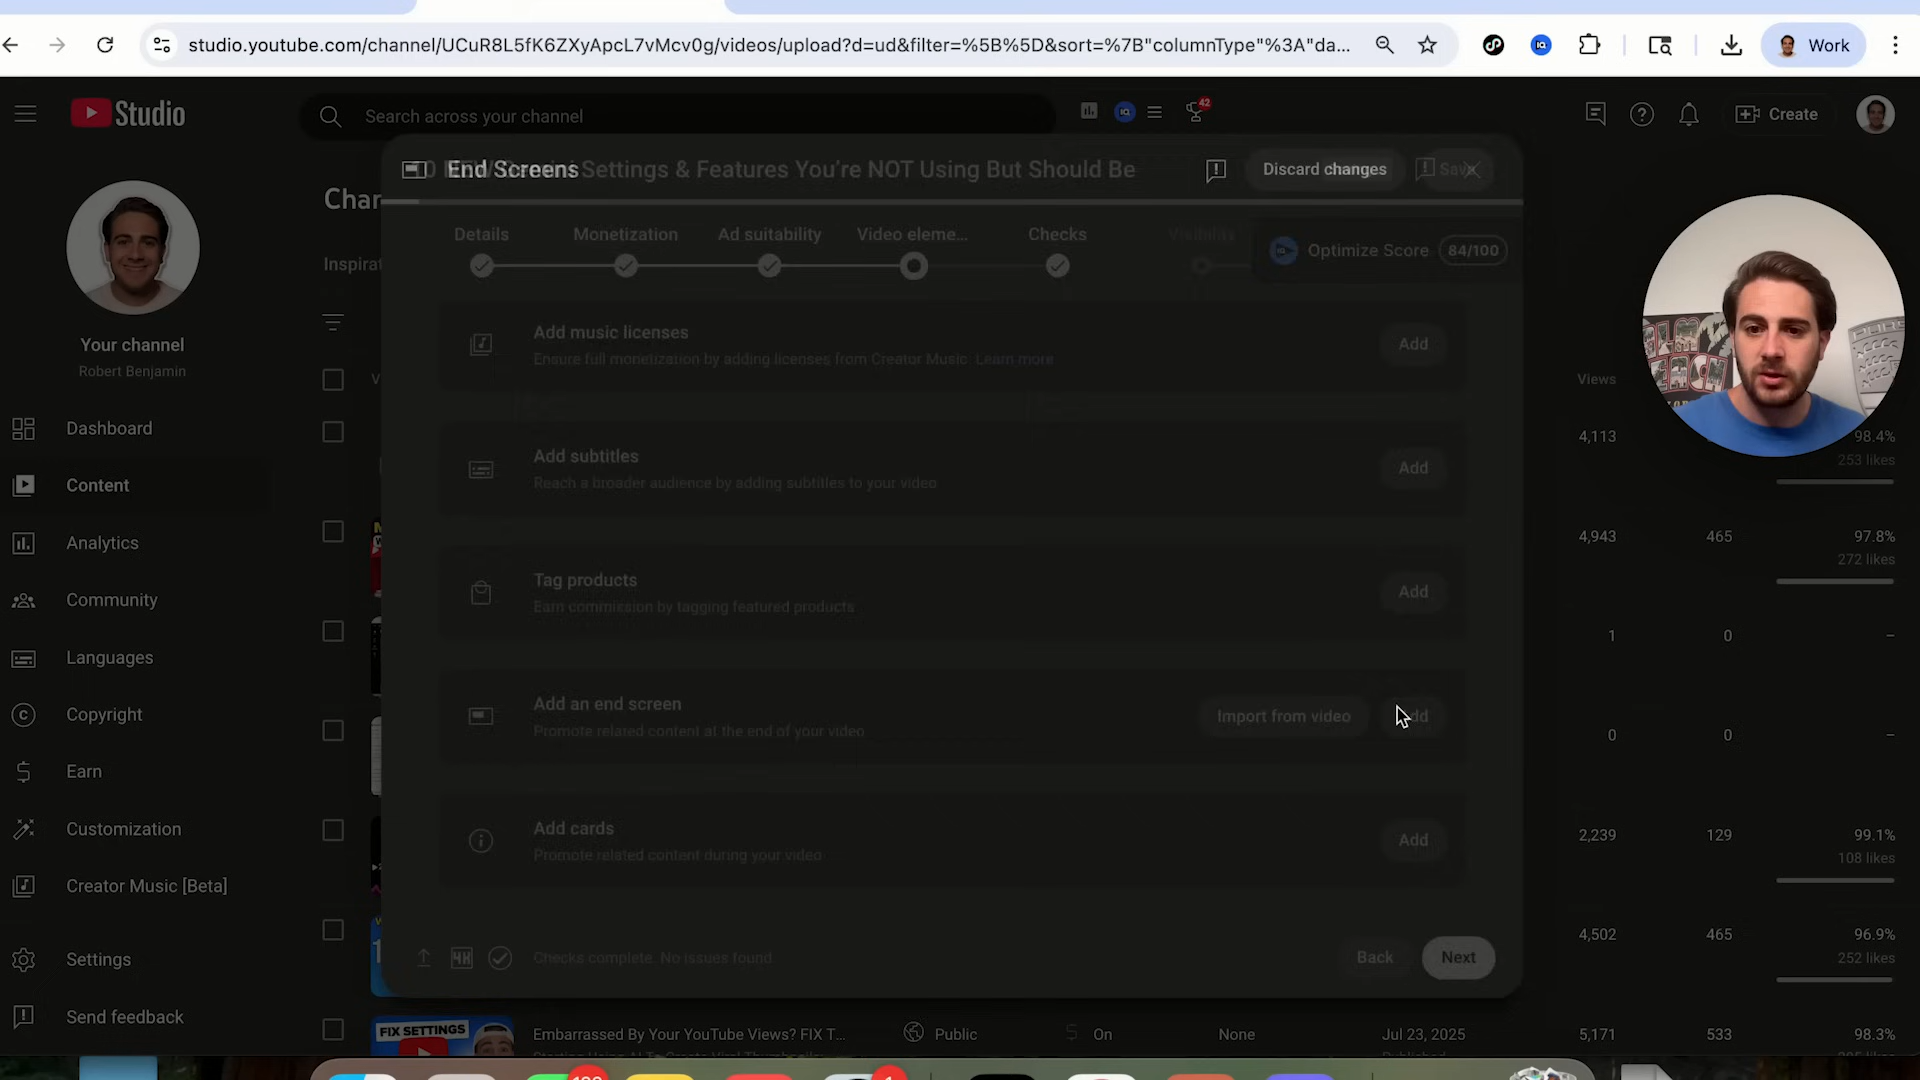 studio.youtube.com/channel/UCuR8L5fK6ZXyApcL7vMcv0g/videos/upload?d=ud&filter=%5B%5D&sort=%7B"columnType"%3A"da...
Work
Studio
Search across your channel
42
Create
End Screens
Settings & Features You're NOT Using But Should Be
Discard changes
Save
Details
Monetization
Ad suitability
Video eleme...
Checks
Visibility
Optimize Score
84/100
Your channel
Robert Benjamin
Dashboard
Content
Analytics
Community
Languages
Copyright
Earn
Customization
Creator Music [Beta]
Settings
Send feedback
Add music licenses
Ensure full monetization by adding licenses from Creator Music Learn more
Add
Add subtitles
Reach a broader audience by adding subtitles to your video
Add
Tag products
Earn commission by tagging featured products
Add
Add an end screen
Promote related content at the end of your video
Import from video
Add cards
Promote related content during your video
Add
Checks complete. No issues found
Back
Next
Views
4,113
98.4%
253 likes
4,943
465
97.8%
272 likes
1
0
–
0
0
–
2,239
129
99.1%
108 likes
4,502
465
96.9%
252 likes
FIX SETTINGS
Embarrassed By Your YouTube Views? FIX T...
Public
On
None
Jul 23, 2025
5,171
533
98.3%